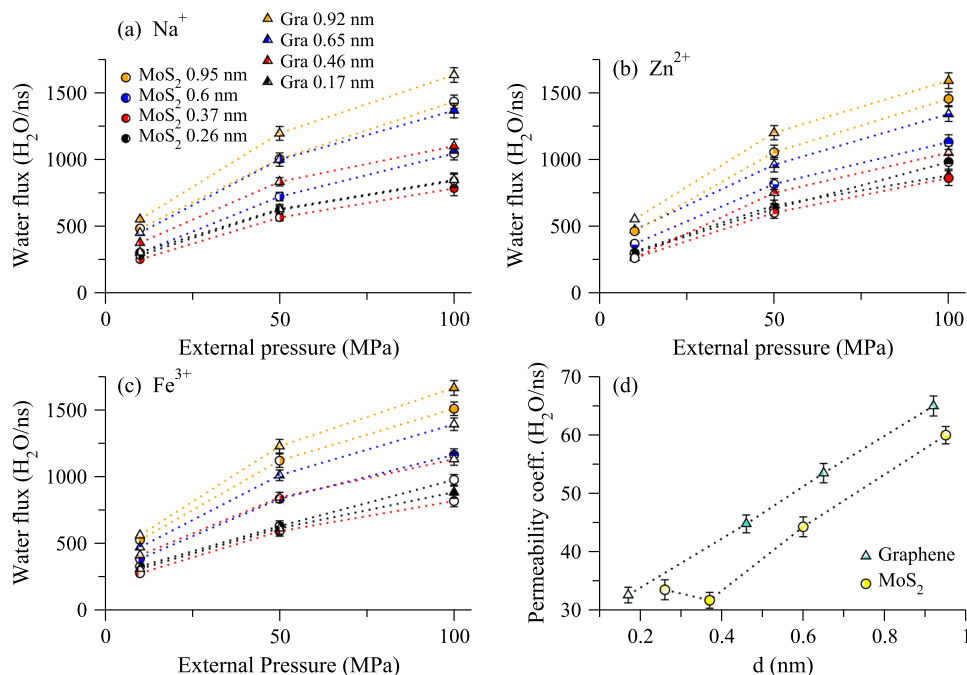 (a) Na⁺
Gra 0.92 nm
Gra 0.65 nm
Gra 0.46 nm
Gra 0.17 nm
MoS₂ 0.95 nm
MoS₂ 0.6 nm
MoS₂ 0.37 nm
MoS₂ 0.26 nm
Water flux (H₂O/ns)
1500
1000
500
0
0 50 100
External pressure (MPa)
(b) Zn²⁺
Water flux (H₂O/ns)
1500
1000
500
0
0 50 100
External pressure (MPa)
(c) Fe³⁺
Water flux (H₂O/ns)
1500
1000
500
0
0 50 100
External Pressure (MPa)
(d)
Permeability coeff. (H₂O/ns)
70
60
50
40
30
Graphene
MoS₂
0.2 0.4 0.6 0.8 1
d (nm)